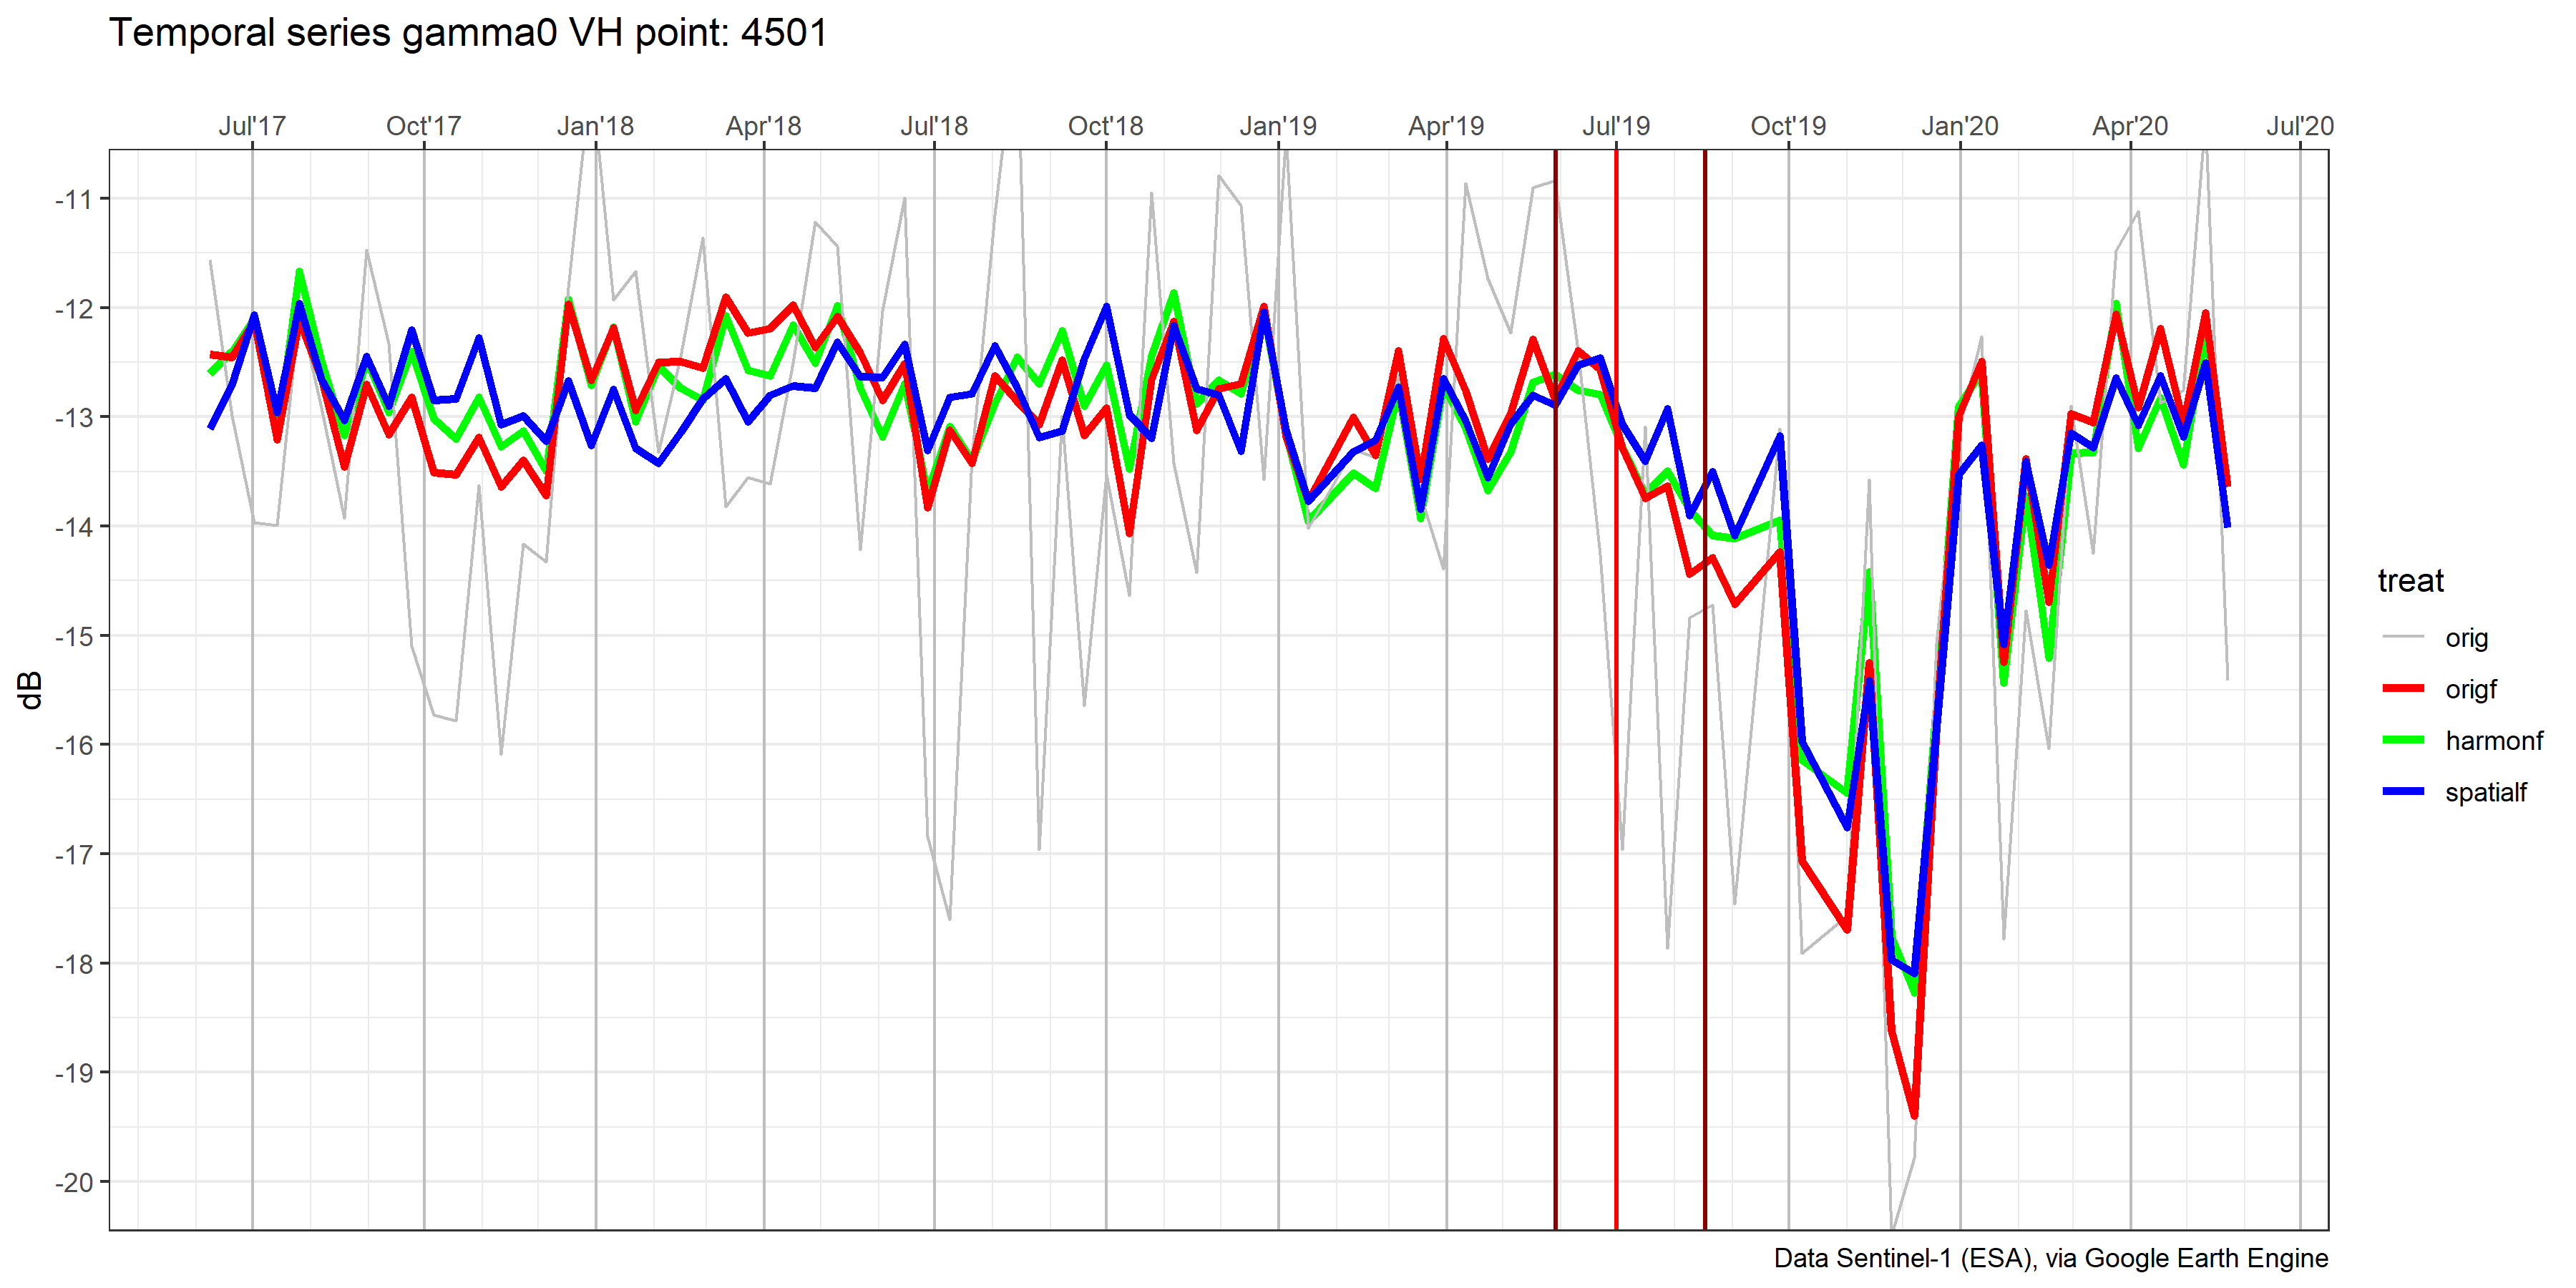 Temporal series gamma0 VH point: 4501
Jul'17 Oct'17 Jan'18 Apr'18 Jul'18 Oct'18 Jan'19 Apr'19 Jul'19 Oct'19 Jan'20 Apr'20 Jul'20
-11
-12
-13
-14
-15
-16
-17
-18
-19
-20
dB
treat
orig
origf
harmonf
spatialf
Data Sentinel-1 (ESA), via Google Earth Engine